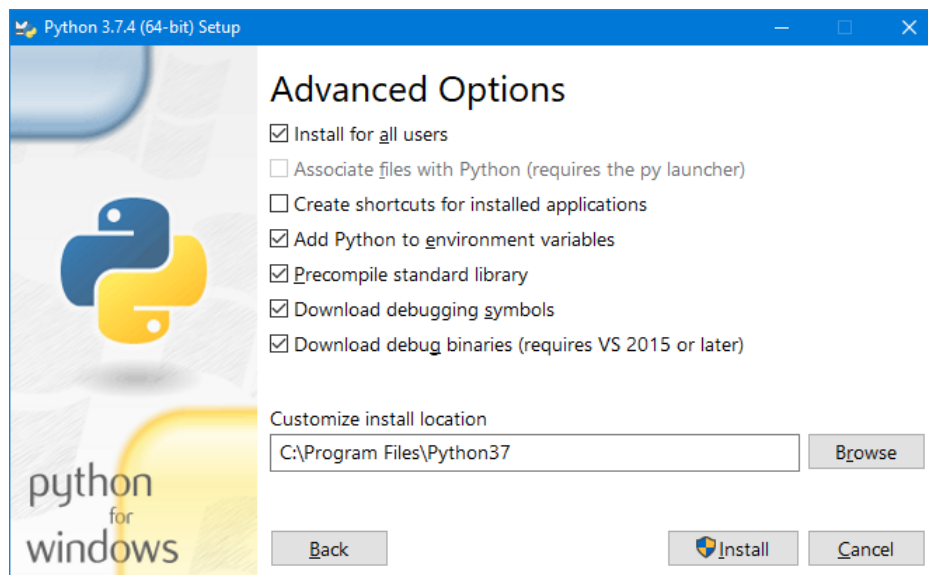 Python 3.7.4 (64-bit) Setup
Advanced Options
Install for all users
Associate files with Python (requires the py launcher)
Create shortcuts for installed applications
Add Python to environment variables
Precompile standard library
Download debugging symbols
Download debug binaries (requires VS 2015 or later)
Customize install location
C:\Program Files\Python37
Browse
python
for
windows
Back
Install
Cancel